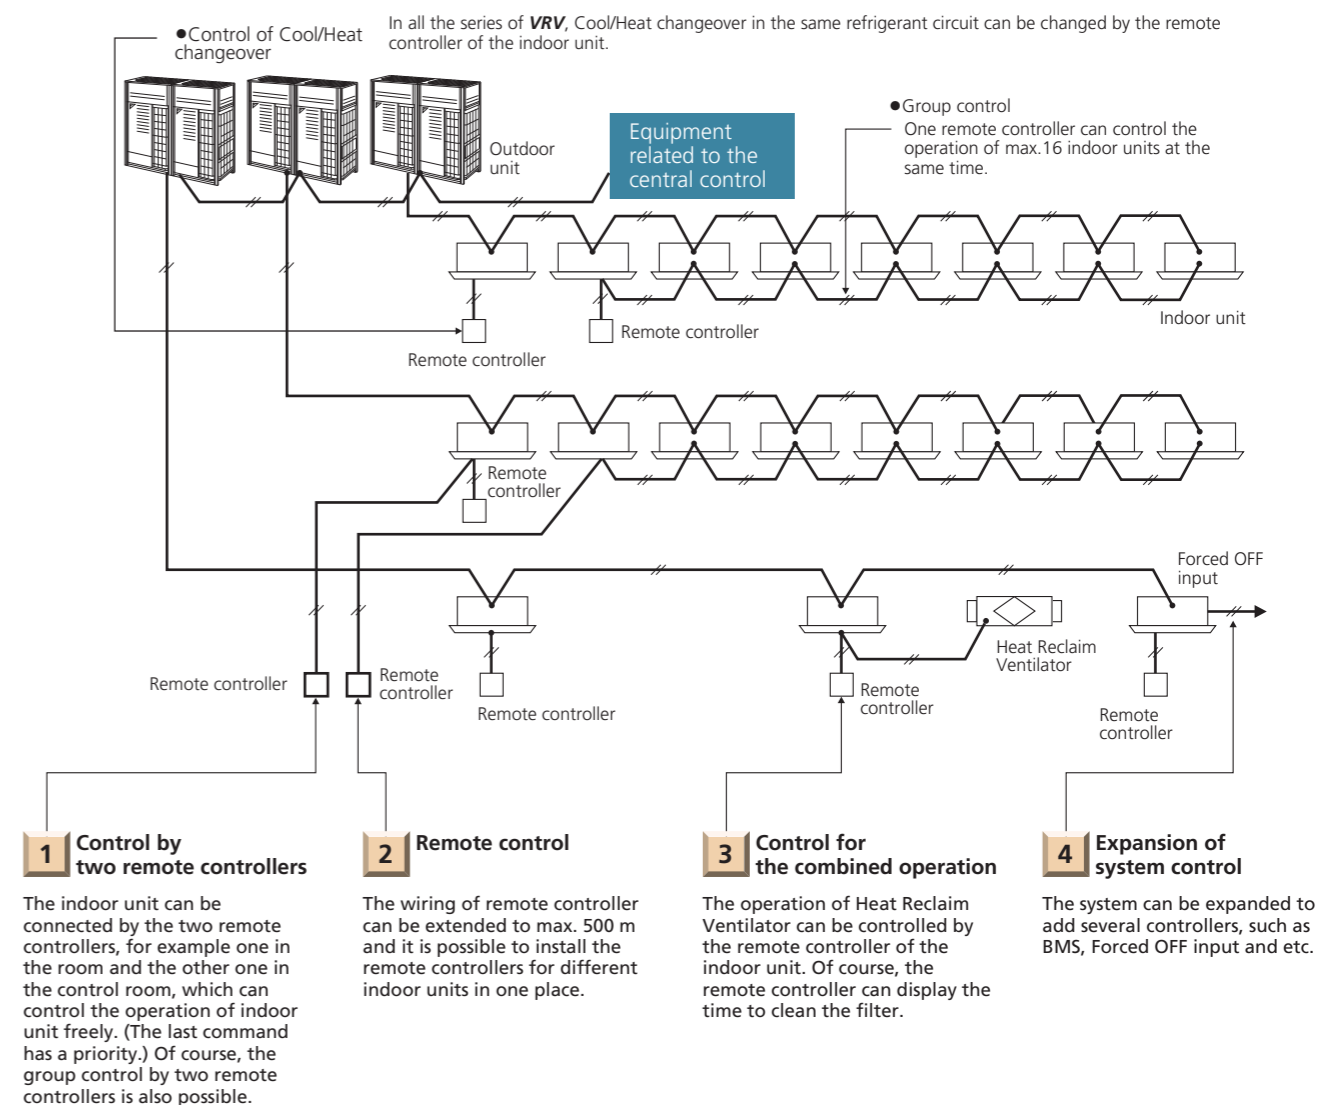 ●Control of Cool/Heat
changeover
In all the series of VRV, Cool/Heat changeover in the same refrigerant circuit can be changed by the remote
controller of the indoor unit.
Outdoor
unit
Equipment
related to the
central control
●Group control
One remote controller can control the
operation of max.16 indoor units at the
same time.
Indoor unit
Remote controller
Remote controller
Remote
controller
Forced OFF
input
Heat Reclaim
Ventilator
Remote controller
Remote
controller
Remote controller
Remote
controller
Remote
controller
1
Control by
two remote controllers
The indoor unit can be
connected by the two remote
controllers, for example one in
the room and the other one in
the control room, which can
control the operation of indoor
unit freely. (The last command
has a priority.) Of course, the
group control by two remote
controllers is also possible.
2
Remote control
The wiring of remote controller
can be extended to max. 500 m
and it is possible to install the
remote controllers for different
indoor units in one place.
3
Control for
the combined operation
The operation of Heat Reclaim
Ventilator can be controlled by
the remote controller of the
indoor unit. Of course, the
remote controller can display the
time to clean the filter.
4
Expansion of
system control
The system can be expanded to
add several controllers, such as
BMS, Forced OFF input and etc.